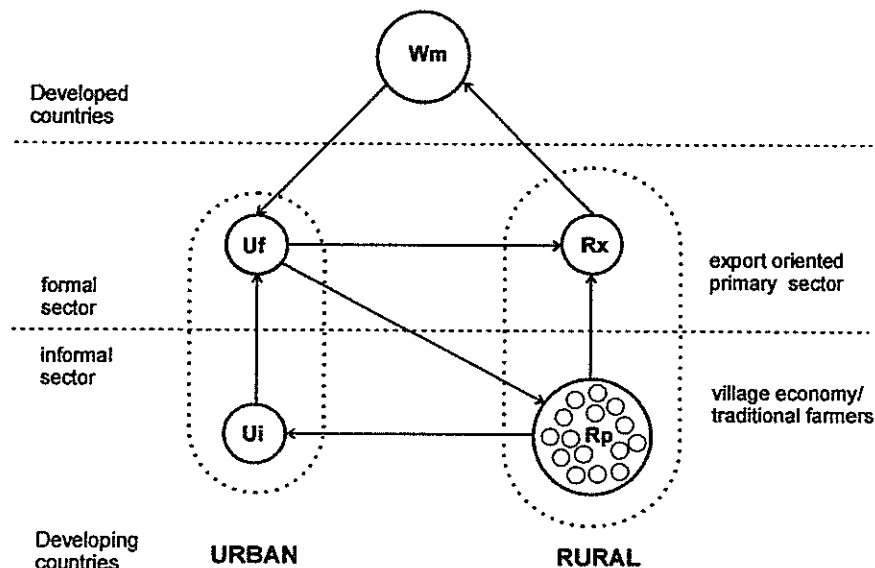 Wm
Developed
countries
Uf
Rx
formal
sector
export oriented
primary sector
informal
sector
village economy/
traditional farmers
Ui
Rp
Developing
countries
URBAN
RURAL